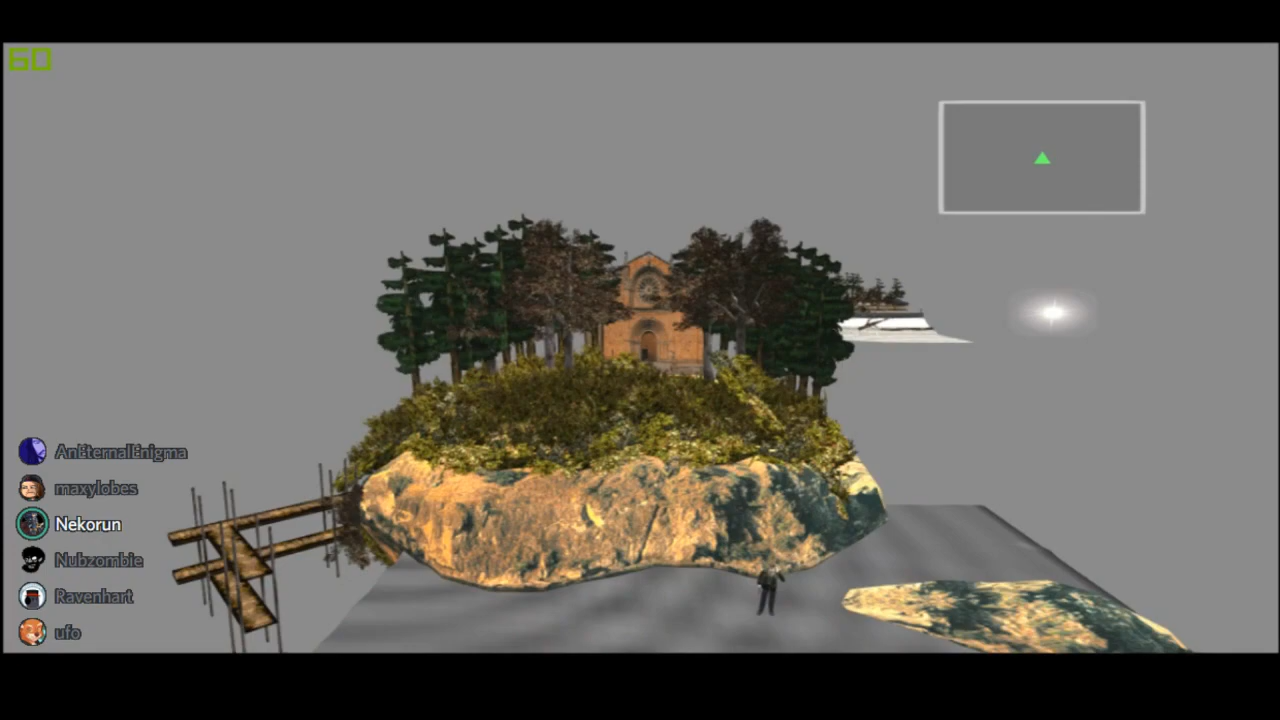 60
AnEternalEnigma
maxylobes
Nekorun
Nubzombie
Ravenhart
ufo